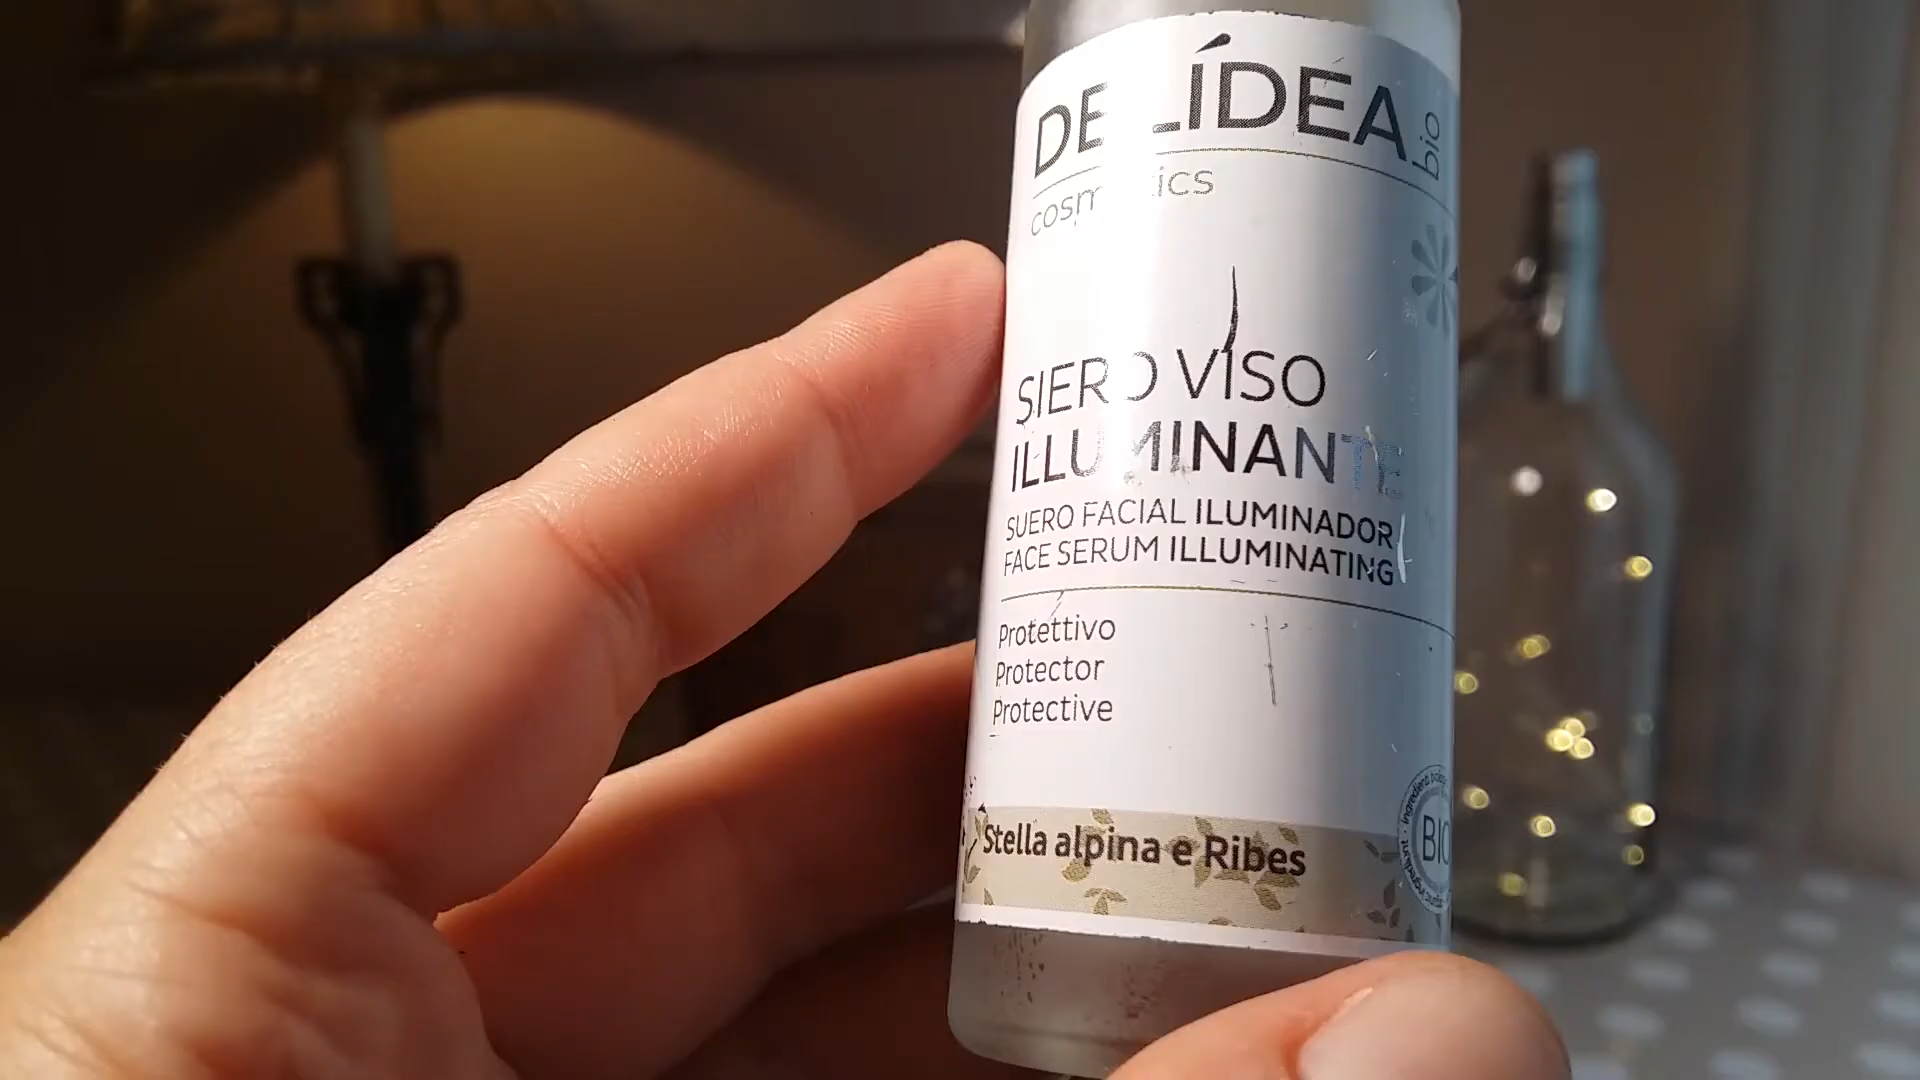 DELÍDEA bio
cosmetics
SIERO VISO
ILLUMINANTE
SUERO FACIAL ILUMINADOR
FACE SERUM ILLUMINATING
Protettivo
Protector
Protective
Stella alpina e Ribes
BIO